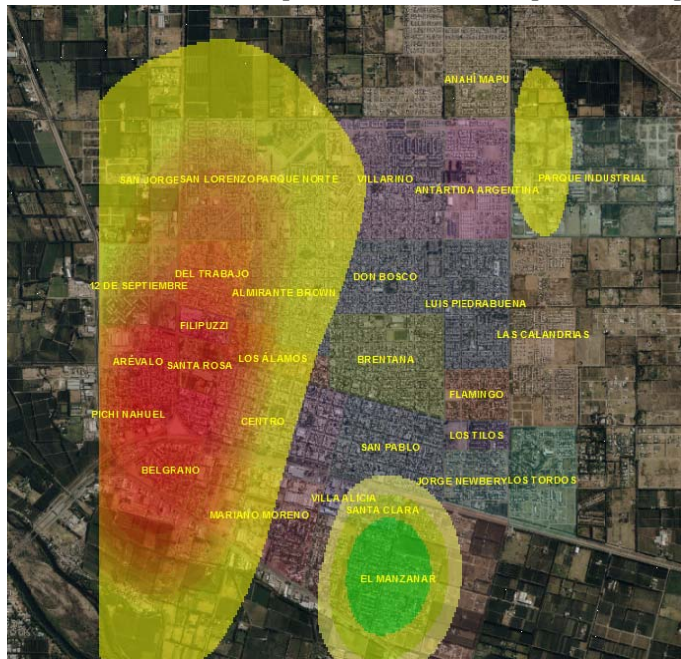 ANAHÍ MAPU
SAN JORGE
SAN LORENZO
PARQUE NORTE
VILLARINO
ANTÁRTIDA ARGENTINA
PARQUE INDUSTRIAL
DEL TRABAJO
12 DE SEPTIEMBRE
ALMIRANTE BROWN
DON BOSCO
LUIS PIEDRABUENA
FILIPUZZI
LAS CALANDRIAS
ARÉVALO
SANTA ROSA
LOS ÁLAMOS
BRENTANA
FLAMINGO
PICHI NAHUEL
CENTRO
LOS TILOS
SAN PABLO
BELGRANO
JORGE NEWBERY
LOS TORDOS
VILLA ALICIA
SANTA CLARA
MARIANO MORENO
EL MANZANAR